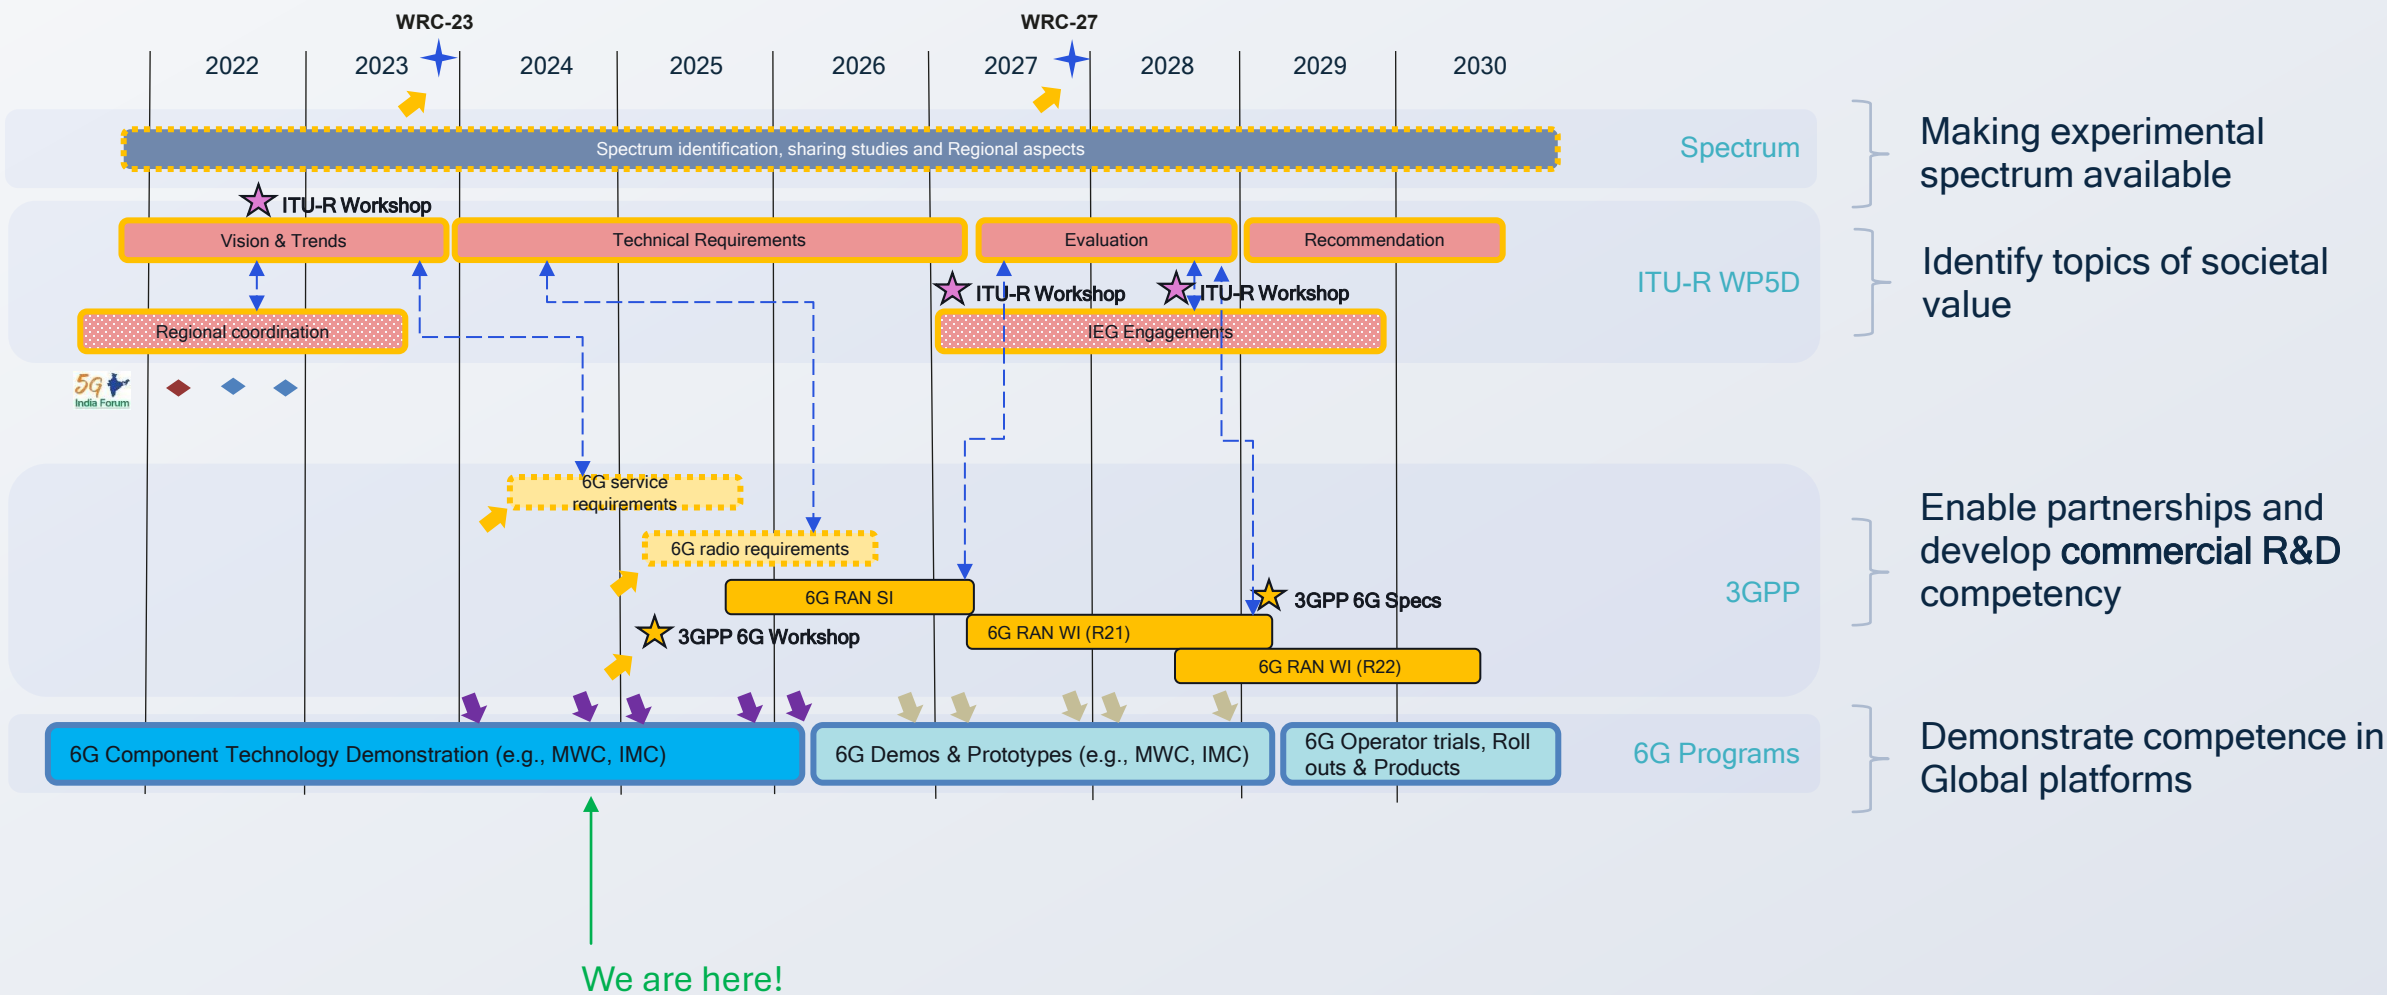 WRC-23
WRC-27
2022
2023
2024
2025
2026
2027
2028
2029
2030
Spectrum identification, sharing studies and Regional aspects
Spectrum
Making experimental
spectrum available
ITU-R Workshop
Vision & Trends
Technical Requirements
Evaluation
Recommendation
ITU-R WP5D
Identify topics of societal
value
ITU-R Workshop
ITU-R Workshop
Regional coordination
IEG Engagements
5G
India Forum
6G service
requirements
6G radio requirements
6G RAN SI
3GPP 6G Specs
3GPP
Enable partnerships and
develop commercial R&D
competency
3GPP 6G Workshop
6G RAN WI (R21)
6G RAN WI (R22)
6G Component Technology Demonstration (e.g., MWC, IMC)
6G Demos & Prototypes (e.g., MWC, IMC)
6G Operator trials, Roll
outs & Products
6G Programs
Demonstrate competence in
Global platforms
We are here!